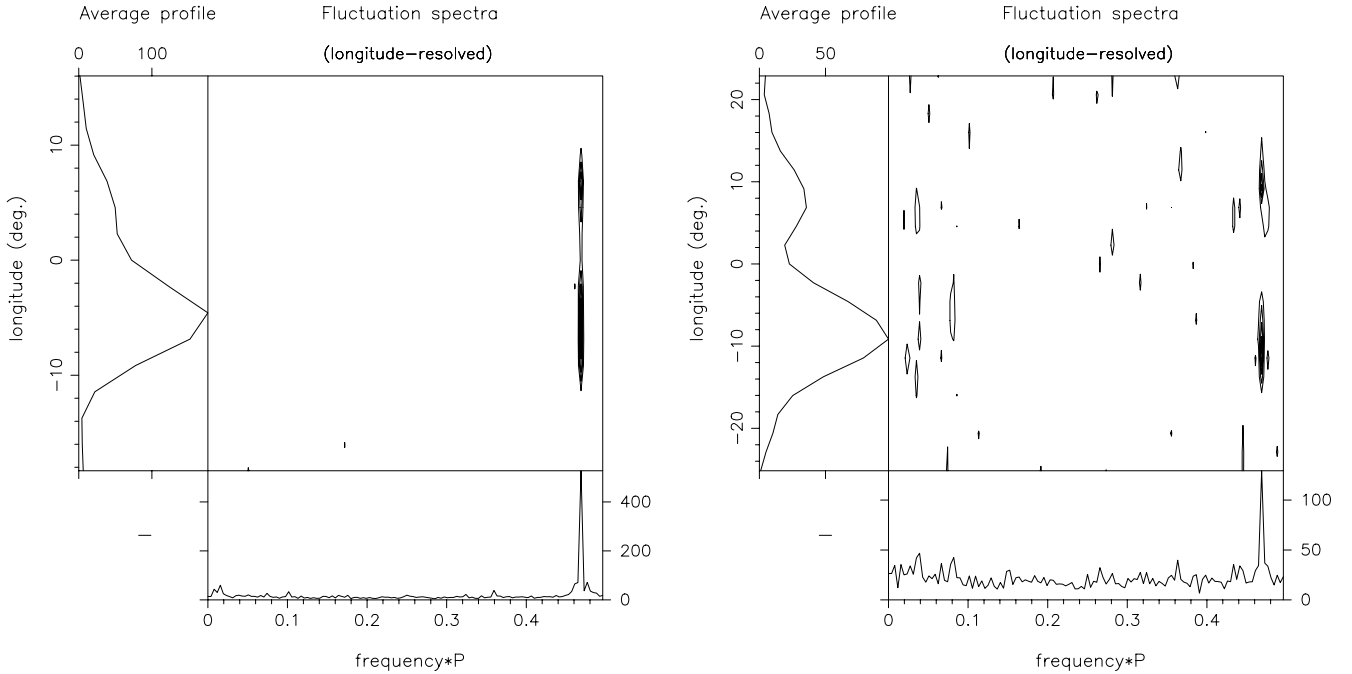 Average profile
Fluctuation spectra
(longitude-resolved)
0 100
longitude (deg.)
10
0
-10
400
200
0
0 0.1 0.2 0.3 0.4
frequency*P
Average profile
Fluctuation spectra
(longitude-resolved)
0 50
longitude (deg.)
20
10
0
-10
-20
100
50
0
0 0.1 0.2 0.3 0.4
frequency*P